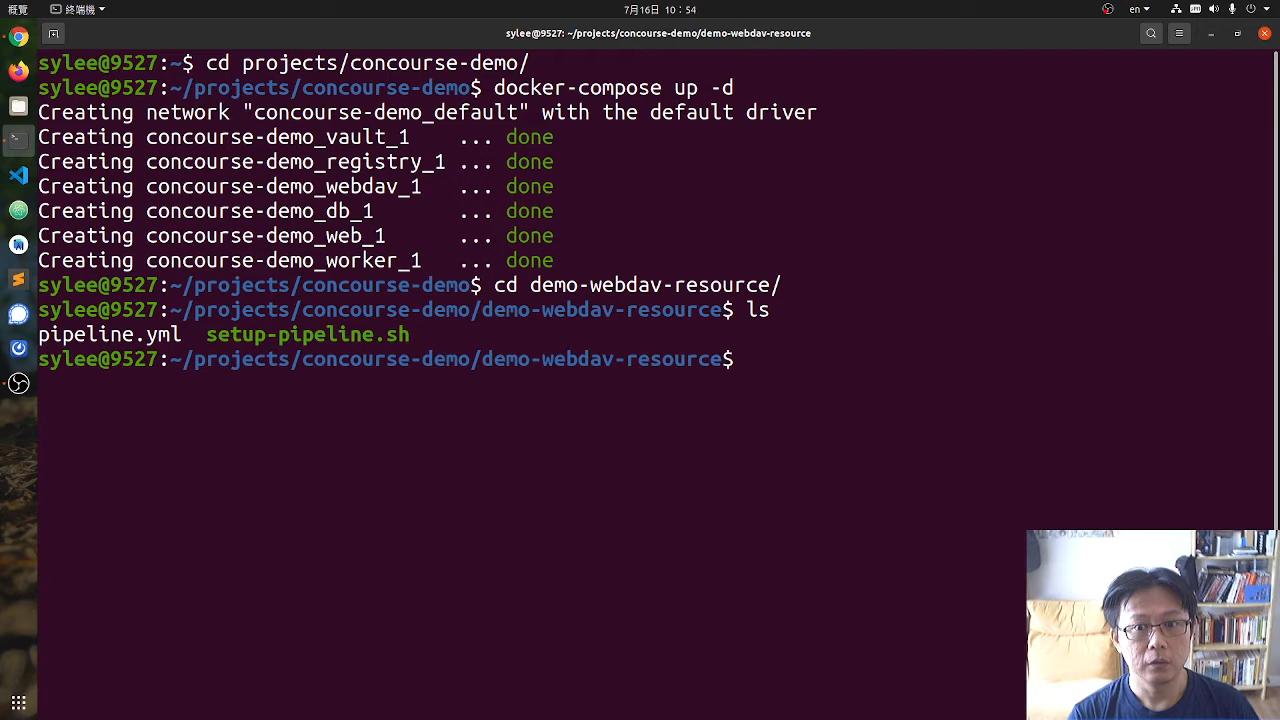 概覽
終端機
7月16日 10：54
en
sylee@9527: ~/projects/concourse-demo/demo-webdav-resource
sylee@9527:~$ cd projects/concourse-demo/
sylee@9527:~/projects/concourse-demo$ docker-compose up -d
Creating network "concourse-demo_default" with the default driver
Creating concourse-demo_vault_1    ... done
Creating concourse-demo_registry_1 ... done
Creating concourse-demo_webdav_1   ... done
Creating concourse-demo_db_1       ... done
Creating concourse-demo_web_1      ... done
Creating concourse-demo_worker_1   ... done
sylee@9527:~/projects/concourse-demo$ cd demo-webdav-resource/
sylee@9527:~/projects/concourse-demo/demo-webdav-resource$ ls
pipeline.yml  setup-pipeline.sh
sylee@9527:~/projects/concourse-demo/demo-webdav-resource$